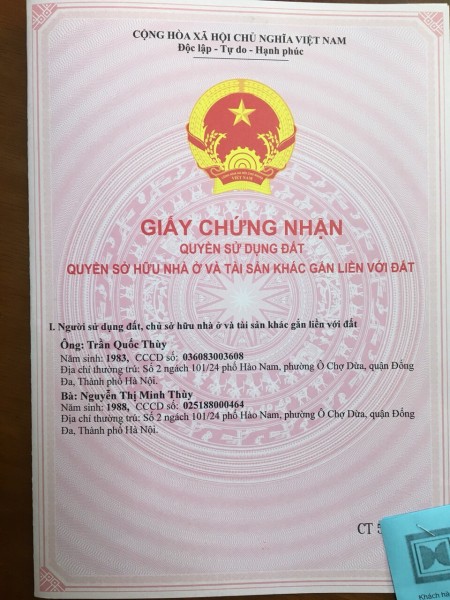 CỘNG HÒA XÃ HỘI CHỦ NGHĨA VIỆT NAM
Độc lập - Tự do - Hạnh phúc
VIỆT NAM
GIẤY CHỨNG NHẬN
QUYỀN SỬ DỤNG ĐẤT
QUYỀN SỞ HỮU NHÀ Ở VÀ TÀI SẢN KHÁC GẮN LIỀN VỚI ĐẤT
I. Người sử dụng đất, chủ sở hữu nhà ở và tài sản khác gắn liền với đất
Ông: Trần Quốc Thùy
Năm sinh: 1983, CCCD số: 036083003608
Địa chỉ thường trú: Số 2 ngách 101/24 phố Hào Nam, phường Ô Chợ Dừa, quận Đống
Đa, Thành phố Hà Nội.
Bà: Nguyễn Thị Minh Thùy
Năm sinh: 1988, CCCD số: 025188000464
Địa chỉ thường trú: Số 2 ngách 101/24 phố Hào Nam, phường Ô Chợ Dừa, quận Đống
Đa, Thành phố Hà Nội.
CT 5
Khách hà